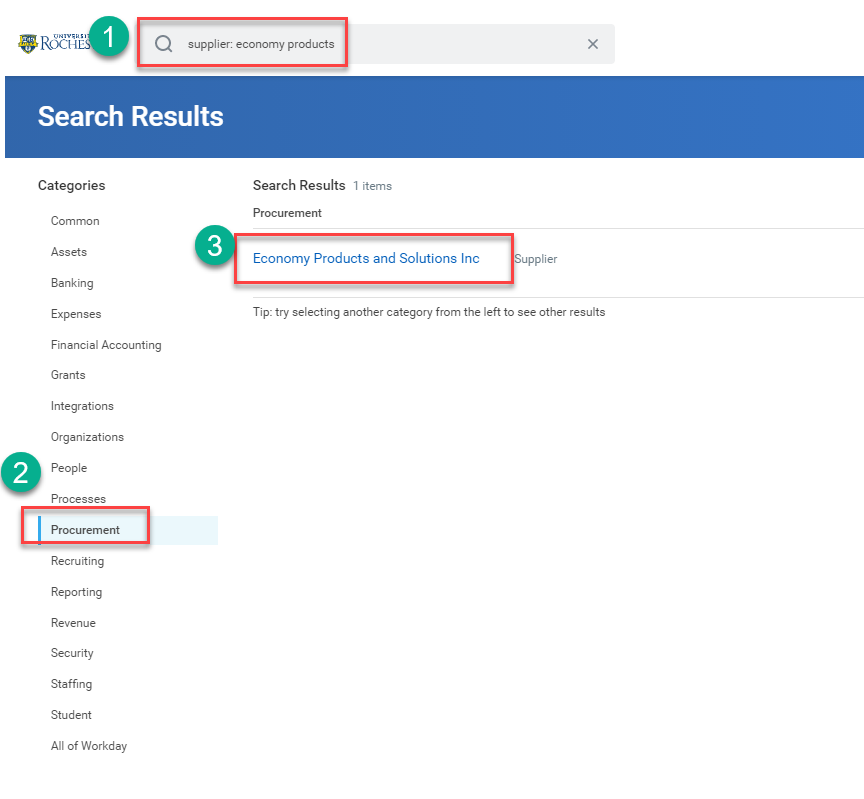 1
UNIVERSIT
ROCHES
supplier: economy products
Search Results
Categories
Common
Assets
Banking
Expenses
Financial Accounting
Grants
Integrations
Organizations
People
2
Processes
Procurement
Recruiting
Reporting
Revenue
Security
Staffing
Student
All of Workday
Search Results 1 items
Procurement
3
Economy Products and Solutions Inc Supplier
Tip: try selecting another category from the left to see other results